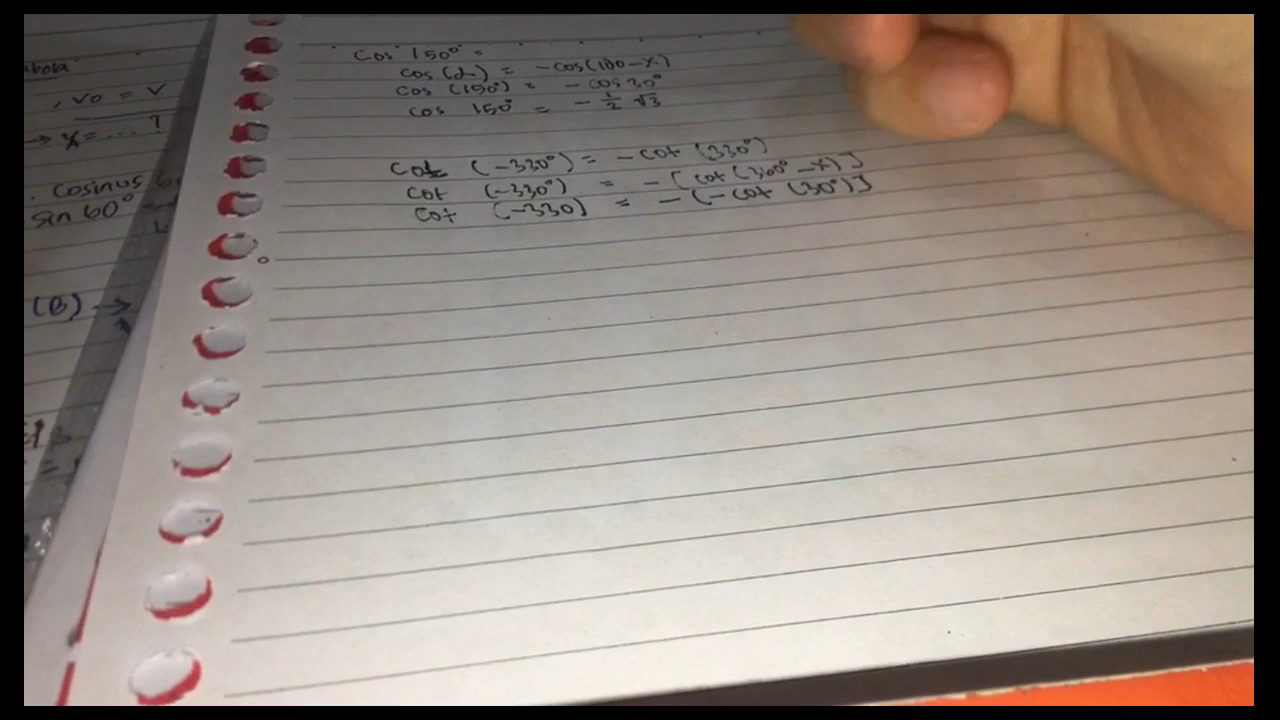 bola
, Vo = V
→ x = ... ?
. Cosinus
sin 60°
(B) →
Cos 150° =
cos (α) = -cos(180-x)
cos (150°) = - cos 30°
cos 150° = - 1/2 √3
Cot (-330°) = - cot (330°)
cot (-330°) = - [cot (360° - x)]
cot (-330) = - (- cot (30°)]